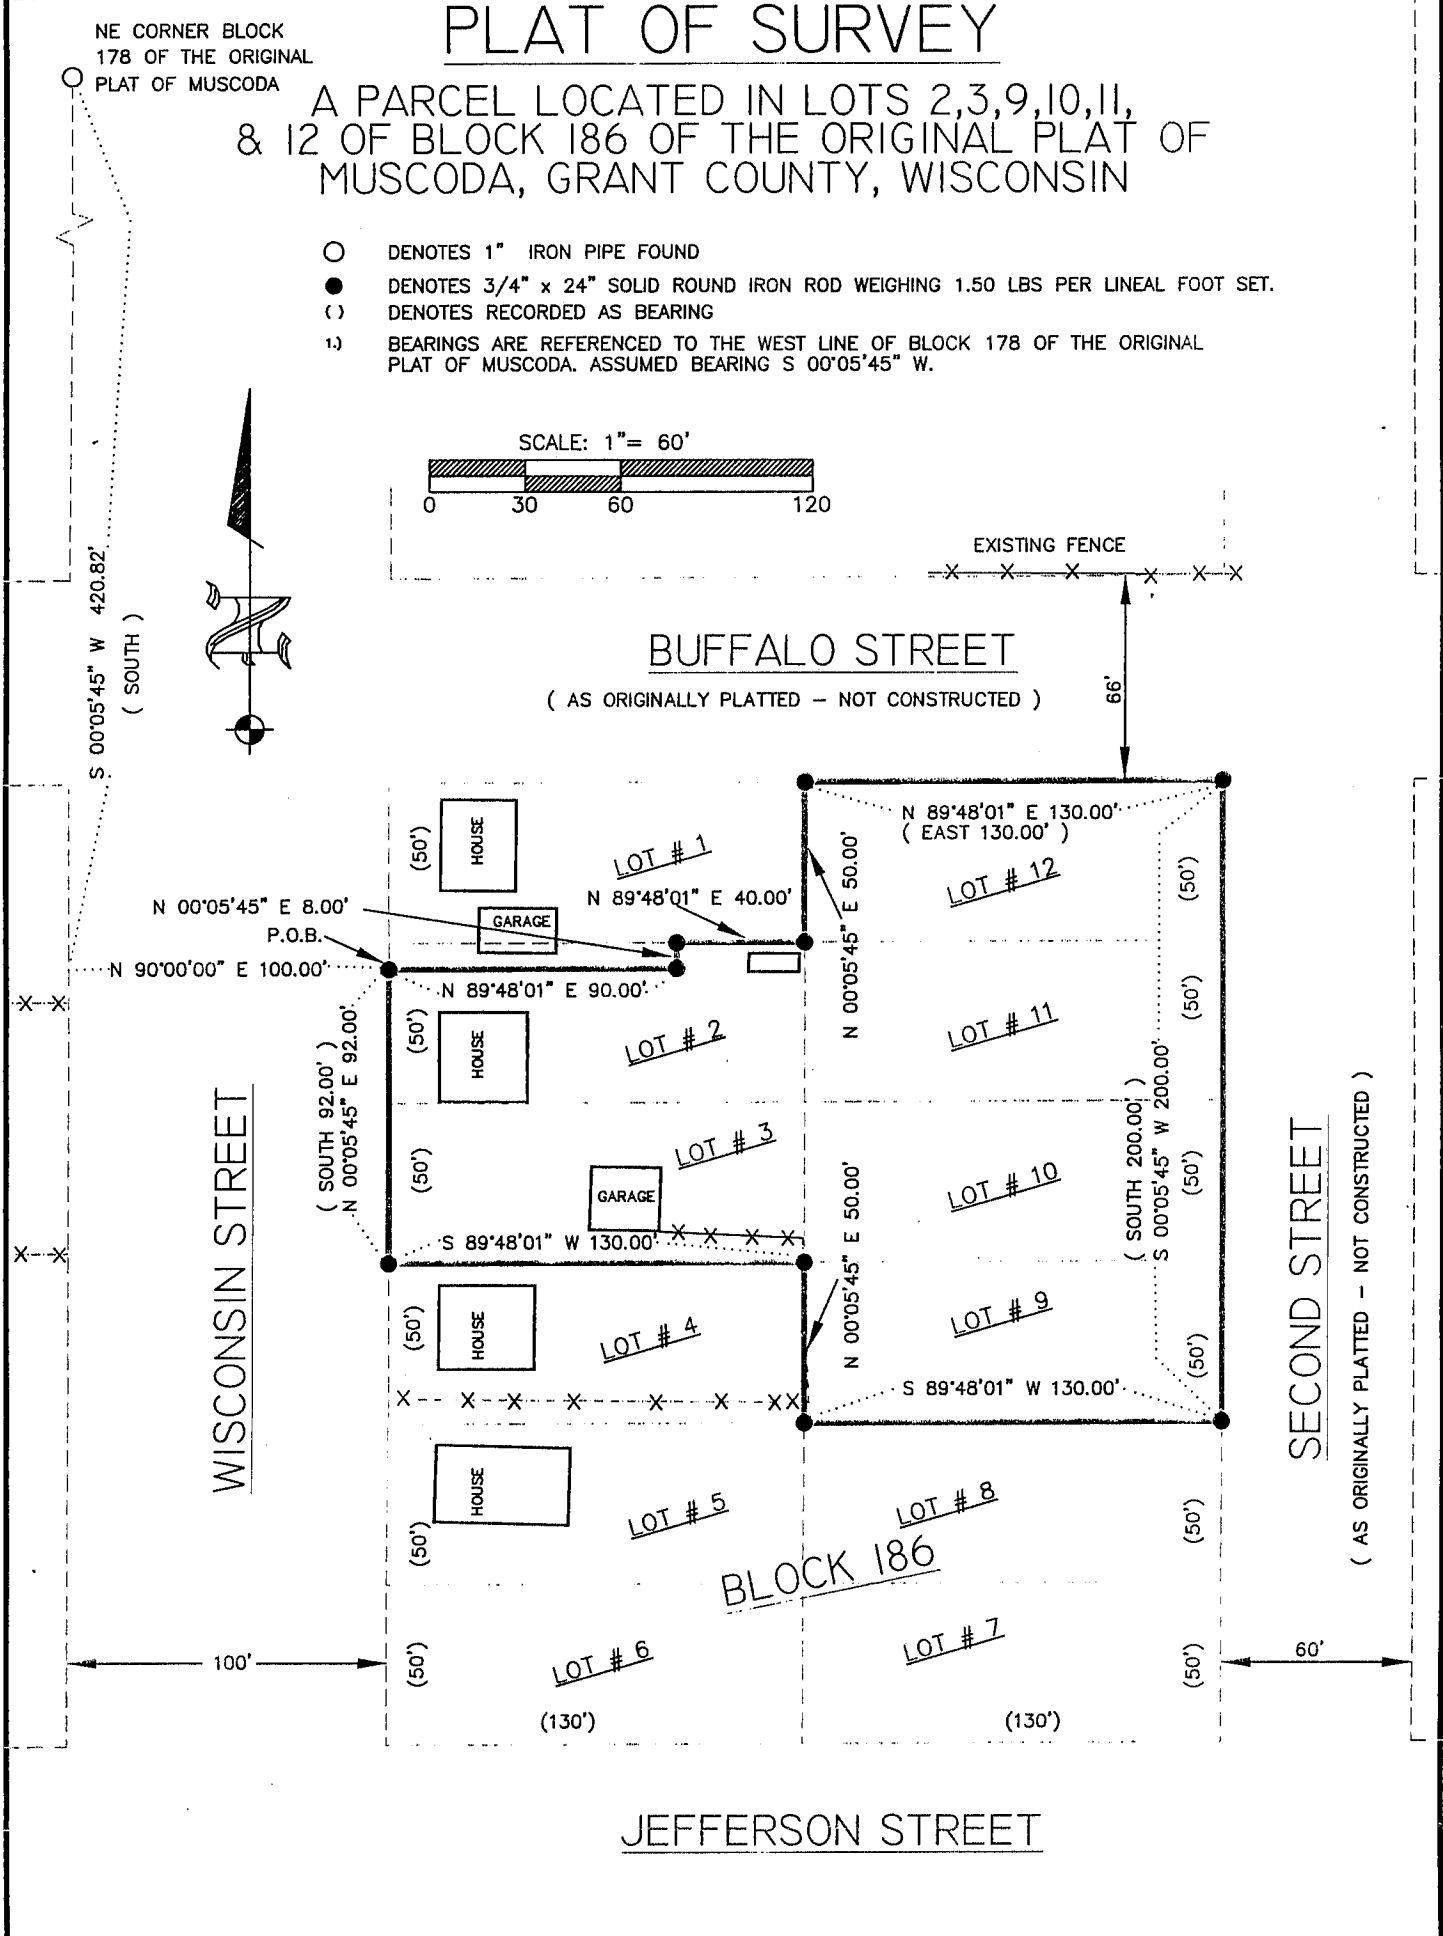 PLAT OF SURVEY
NE CORNER BLOCK
178 OF THE ORIGINAL
PLAT OF MUSCODA
A PARCEL LOCATED IN LOTS 2,3,9,10,11,
& 12 OF BLOCK 186 OF THE ORIGINAL PLAT OF
MUSCODA, GRANT COUNTY, WISCONSIN
DENOTES 1" IRON PIPE FOUND
DENOTES 3/4" x 24" SOLID ROUND IRON ROD WEIGHING 1.50 LBS PER LINEAL FOOT SET.
( ) DENOTES RECORDED AS BEARING
1.) BEARINGS ARE REFERENCED TO THE WEST LINE OF BLOCK 178 OF THE ORIGINAL
PLAT OF MUSCODA. ASSUMED BEARING S 00°05'45" W.
SCALE: 1"= 60'
0 30 60 120
N
EXISTING FENCE
S 00°05'45" W 420.82'
( SOUTH )
BUFFALO STREET
( AS ORIGINALLY PLATTED – NOT CONSTRUCTED )
66'
N 89°48'01" E 130.00'
( EAST 130.00' )
(50')
HOUSE
LOT # 1
N 00°05'45" E 50.00'
LOT # 12
(50')
N 89°48'01" E 40.00'
N 00°05'45" E 8.00'
GARAGE
P.O.B.
N 90°00'00" E 100.00'
N 89°48'01" E 90.00'
(50')
HOUSE
LOT # 2
LOT # 11
(50')
( SOUTH 92.00' )
N 00°05'45" E 92.00'
(50')
LOT # 3
GARAGE
LOT # 10
(50')
( SOUTH 200.00' )
S 00°05'45" W 200.00'
S 89°48'01" W 130.00'
N 00°05'45" E 50.00'
(50')
HOUSE
LOT # 4
LOT # 9
(50')
S 89°48'01" W 130.00'
WISCONSIN STREET
SECOND STREET
( AS ORIGINALLY PLATTED – NOT CONSTRUCTED )
HOUSE
(50')
LOT # 5
LOT # 8
(50')
BLOCK 186
100'
(50')
LOT # 6
LOT # 7
(50')
60'
(130')
(130')
JEFFERSON STREET